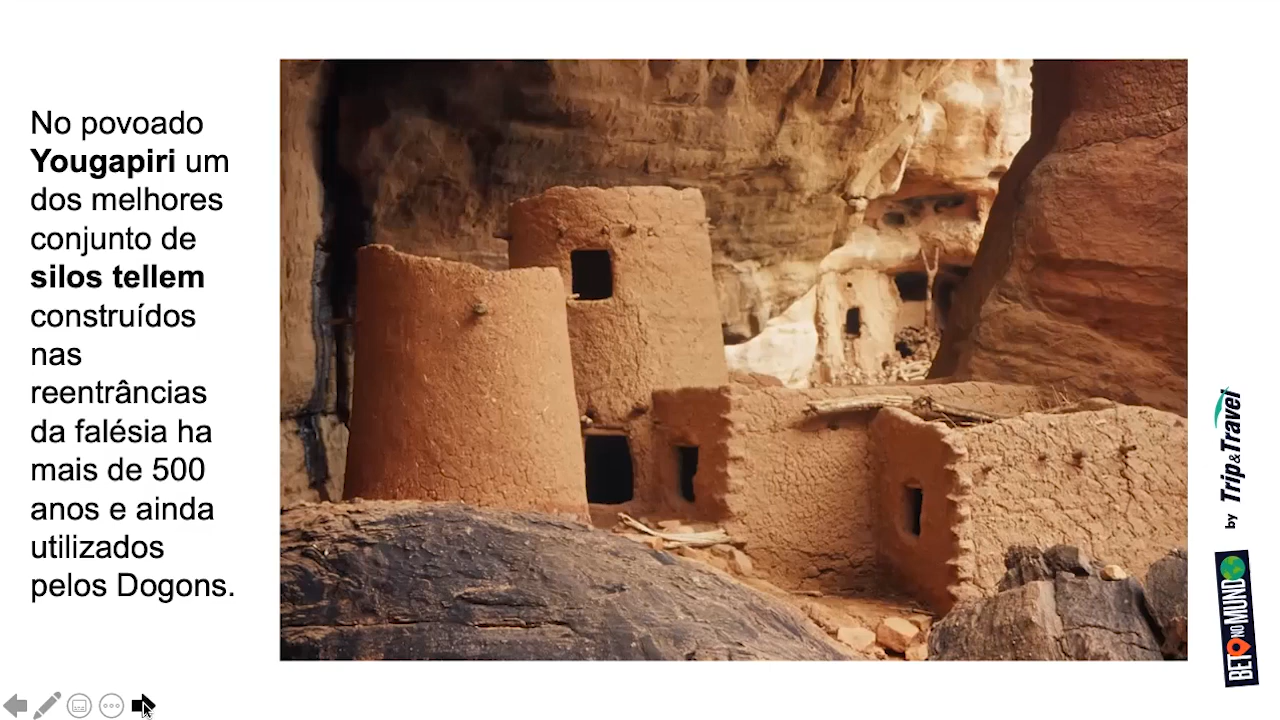 No povoado
Yougapiri um
dos melhores
conjunto de
silos tellem
construídos
nas
reentrâncias
da falésia ha
mais de 500
anos e ainda
utilizados
pelos Dogons.
by Trip&Travel
BETO NO MUNDO